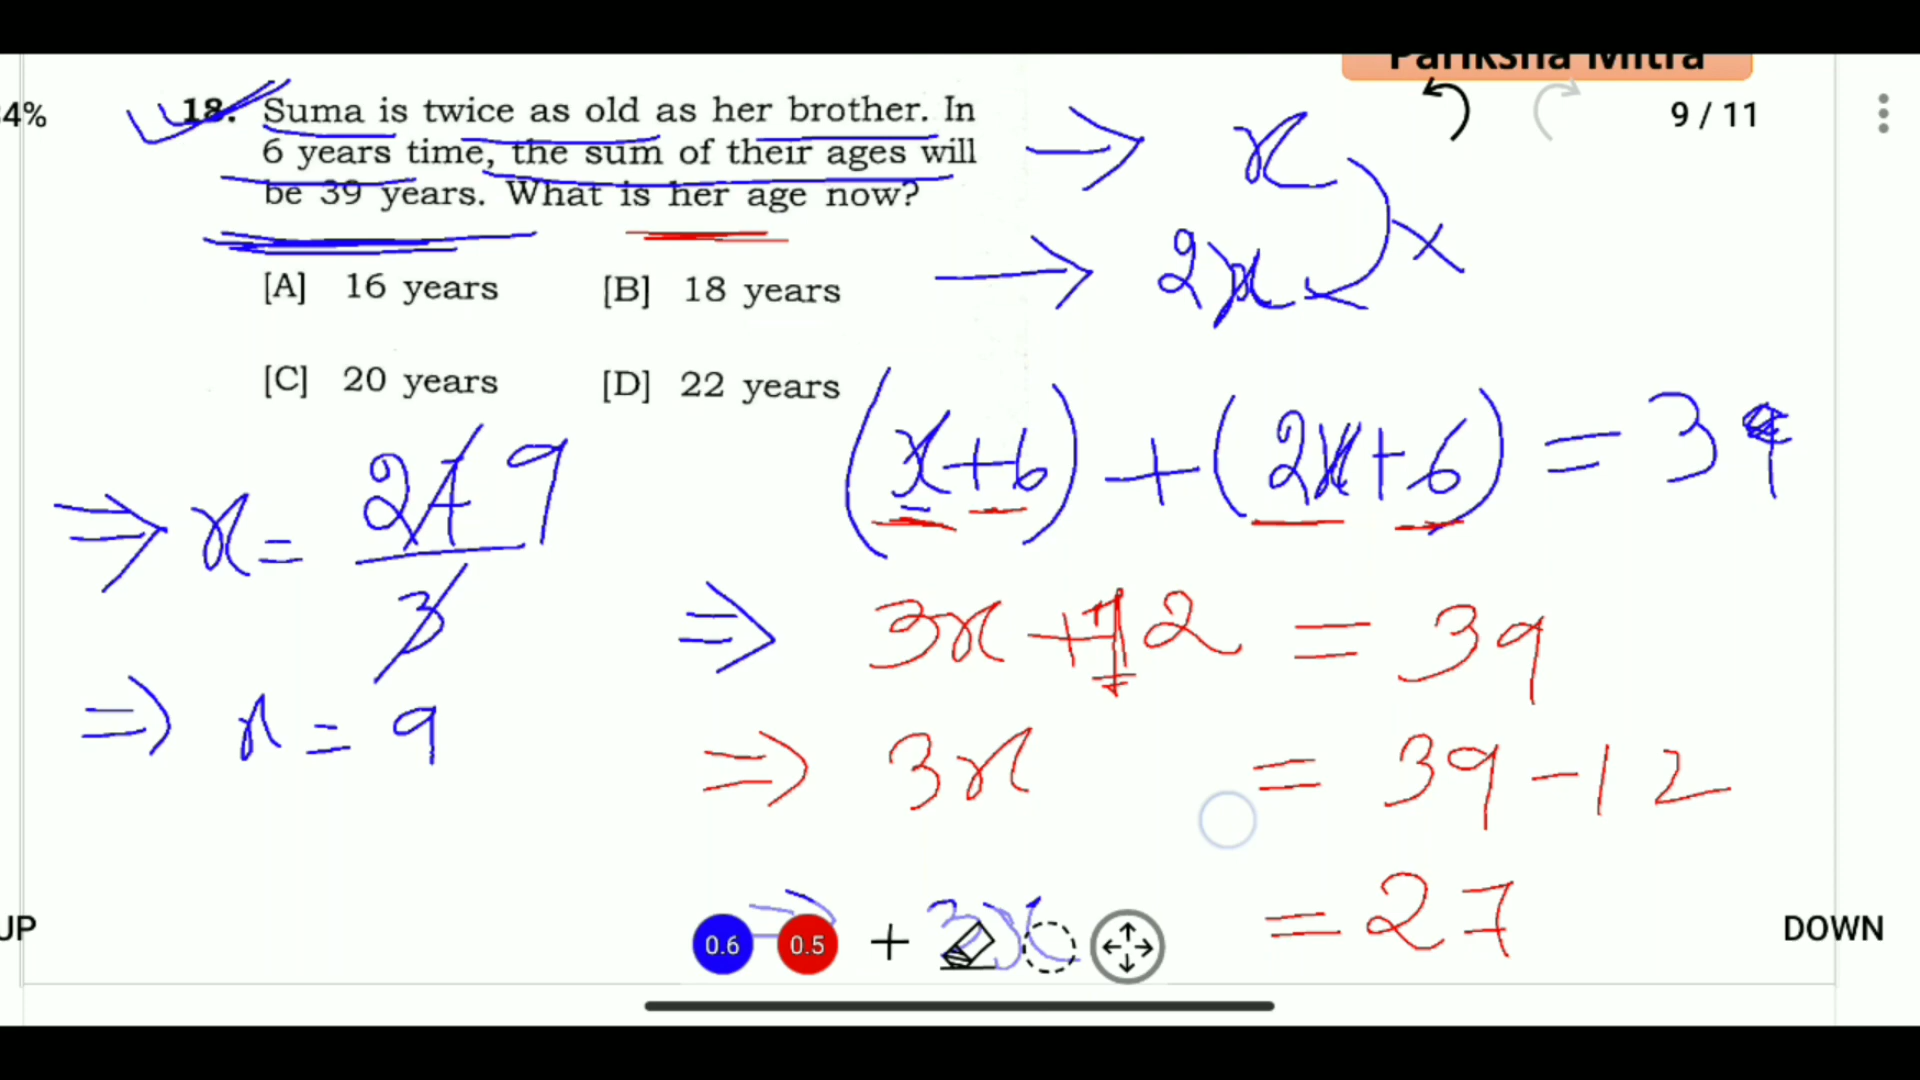 Pariksha Mitra
4%
9 / 11
18. Suma is twice as old as her brother. In
6 years time, the sum of their ages will
be 39 years. What is her age now?
[A] 16 years
[B] 18 years
[C] 20 years
[D] 22 years
x
2x
(x+6) + (2x+6) = 39
⇒ 3x + 12 = 39
⇒ 3x = 39 - 12
⇒ 3x = 27
⇒ x =
9
3
⇒ x = 9
UP
0.6
0.5
+
DOWN